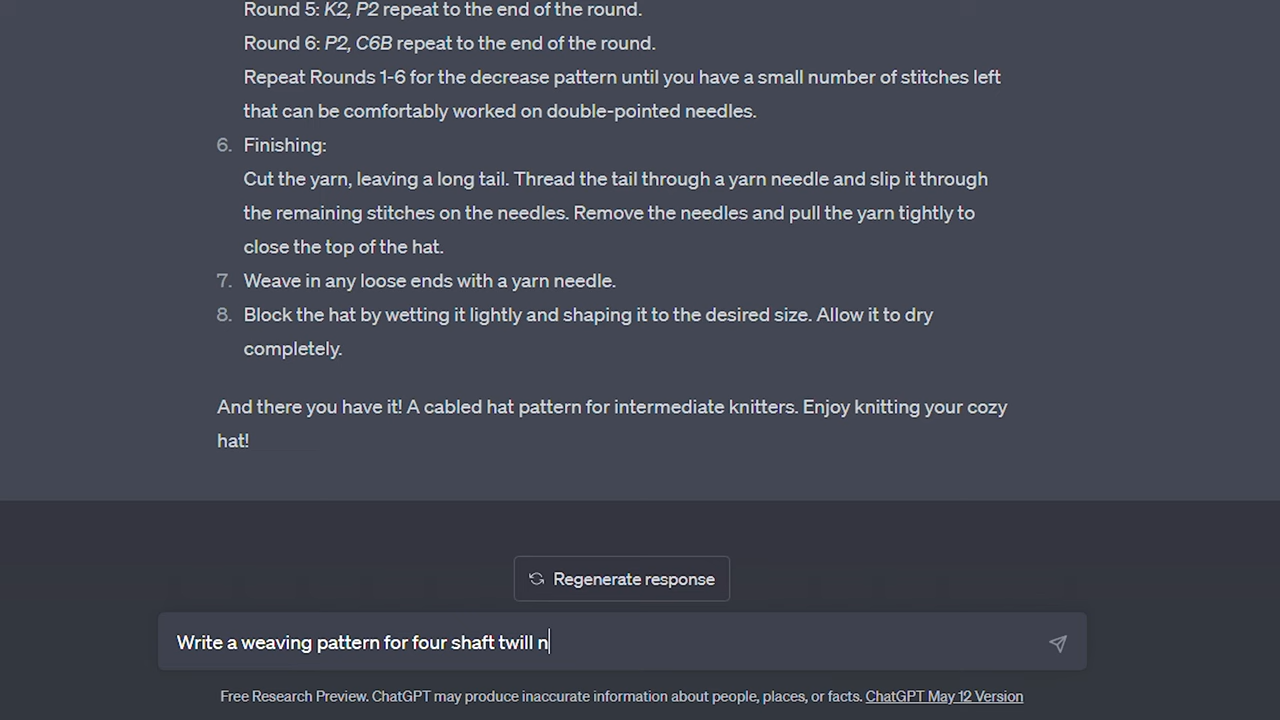 Round 5: K2, P2 repeat to the end of the round.
Round 6: P2, C6B repeat to the end of the round.
Repeat Rounds 1-6 for the decrease pattern until you have a small number of stitches left
that can be comfortably worked on double-pointed needles.
6. Finishing:
Cut the yarn, leaving a long tail. Thread the tail through a yarn needle and slip it through
the remaining stitches on the needles. Remove the needles and pull the yarn tightly to
close the top of the hat.
7. Weave in any loose ends with a yarn needle.
8. Block the hat by wetting it lightly and shaping it to the desired size. Allow it to dry
completely.
And there you have it! A cabled hat pattern for intermediate knitters. Enjoy knitting your cozy
hat!
Regenerate response
Write a weaving pattern for four shaft twill n
Free Research Preview. ChatGPT may produce inaccurate information about people, places, or facts. ChatGPT May 12 Version